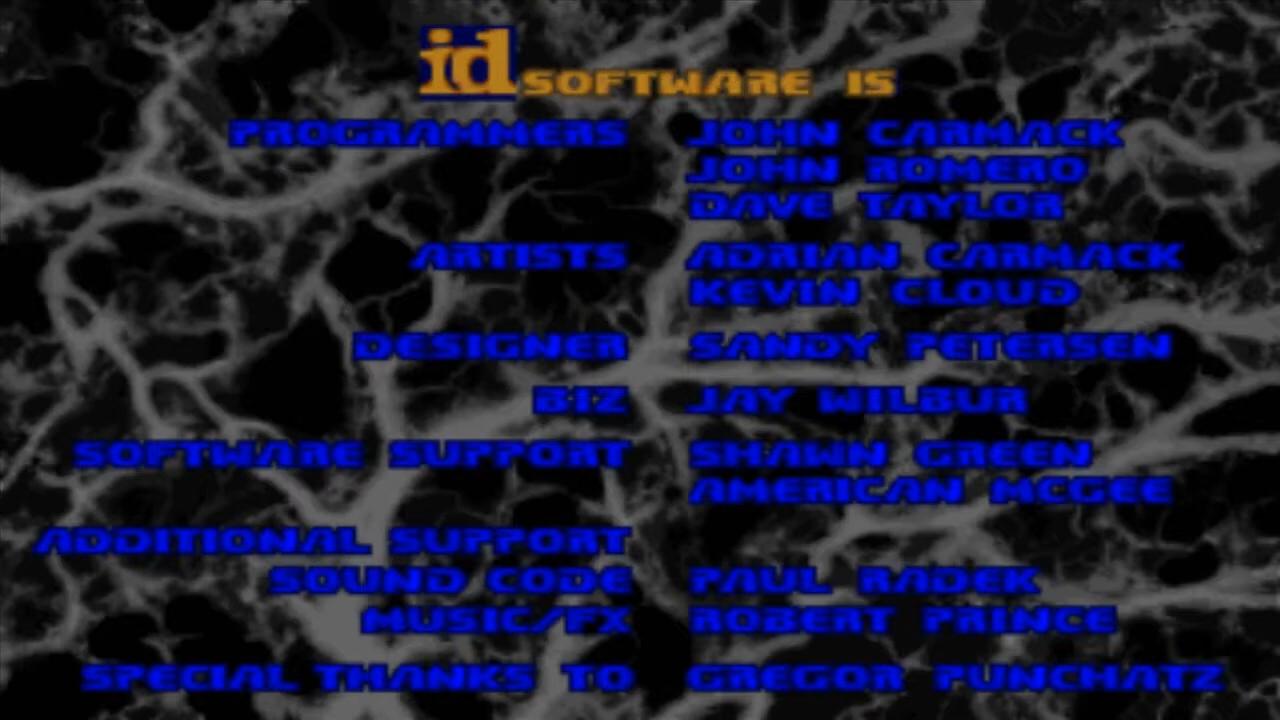 id SOFTWARE IS
PROGRAMMERS JOHN CARMACK
JOHN ROMERO
DAVE TAYLOR
ARTISTS ADRIAN CARMACK
KEVIN CLOUD
DESIGNER SANDY PETERSEN
BIZ JAY WILBUR
SOFTWARE SUPPORT SHAWN GREEN
AMERICAN MCGEE
ADDITIONAL SUPPORT
SOUND CODE PAUL RADEK
MUSIC/FX ROBERT PRINCE
SPECIAL THANKS TO GREGOR PUNCHATZ